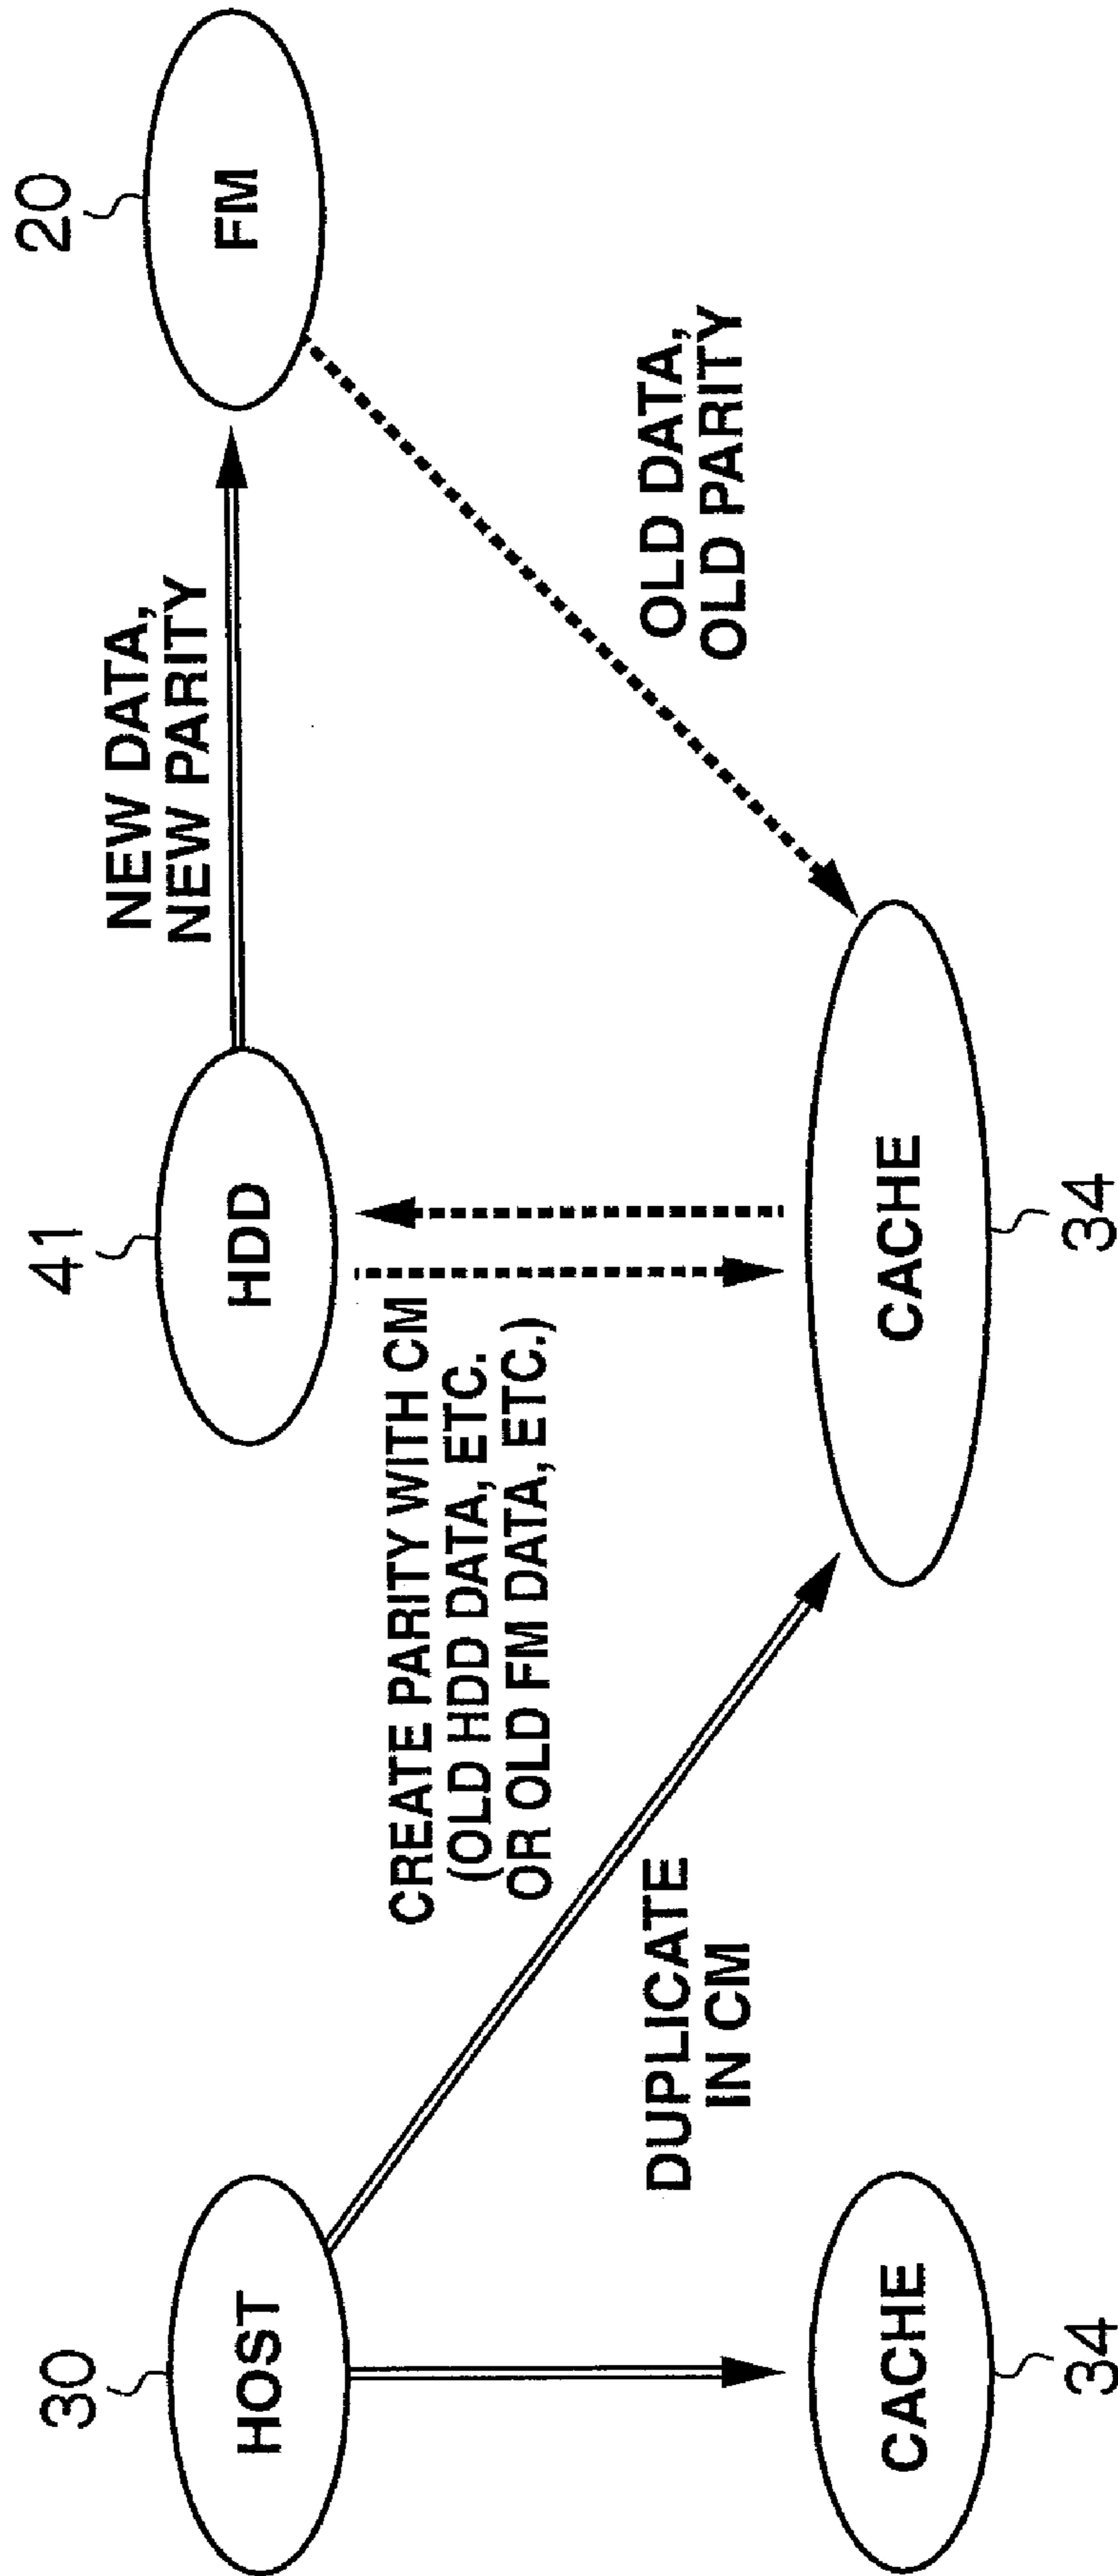 30
HOST
41
HDD
20
FM
NEW DATA,
NEW PARITY
CREATE PARITY WITH CM
(OLD HDD DATA, ETC.
OR OLD FM DATA, ETC.)
OLD DATA,
OLD PARITY
DUPLICATE
IN CM
CACHE
34
CACHE
34